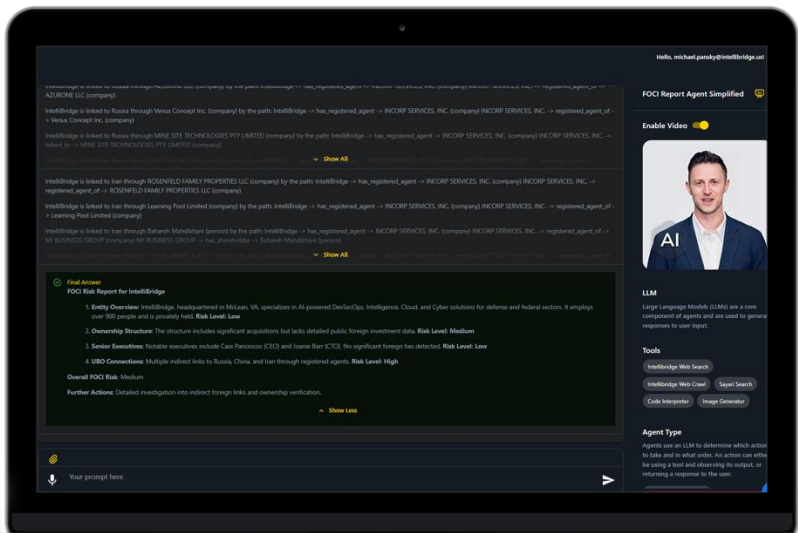 Hello, michael.pansky@intellibridge.us!
IntelliBridge is linked to Russia through AZURONE LLC (company) by the path: IntelliBridge -> has_registered_agent -> INCORP SERVICES, INC. (company) INCORP SERVICES, INC. -> registered_agent_of ->
AZURONE LLC (company)
IntelliBridge is linked to Russia through Venus Concept Inc. (company) by the path: IntelliBridge -> has_registered_agent -> INCORP SERVICES, INC. (company) INCORP SERVICES, INC. -> registered_agent_of -
> Venus Concept Inc. (company)
IntelliBridge is linked to Russia through MINE SITE TECHNOLOGIES PTY LIMITED (company) by the path: IntelliBridge -> has_registered_agent -> INCORP SERVICES, INC. (company) INCORP SERVICES, INC. ->
linked_to -> MINE SITE TECHNOLOGIES PTY LIMITED (company)
Show All
IntelliBridge is linked to Iran through ROSENFELD FAMILY PROPERTIES LLC (company) by the path: IntelliBridge -> has_registered_agent -> INCORP SERVICES, INC. (company) INCORP SERVICES, INC. ->
registered_agent_of -> ROSENFELD FAMILY PROPERTIES LLC (company)
IntelliBridge is linked to Iran through Learning Pool Limited (company) by the path: IntelliBridge -> has_registered_agent -> INCORP SERVICES, INC. (company) INCORP SERVICES, INC. -> registered_agent_of -
> Learning Pool Limited (company)
IntelliBridge is linked to Iran through Bahareh Mahdikhani (person) by the path: IntelliBridge -> has_registered_agent -> INCORP SERVICES, INC. (company) INCORP SERVICES, INC. -> registered_agent_of ->
MJ BUSINESS GROUP (company) MJ BUSINESS GROUP -> has_shareholder -> Bahareh Mahdikhani (person)
Show All
Final Answer
FOCI Risk Report for IntelliBridge
1. Entity Overview: IntelliBridge, headquartered in McLean, VA, specializes in AI-powered DevSecOps, Intelligence, Cloud, and Cyber solutions for defense and federal sectors. It employs
over 900 people and is privately held. Risk Level: Low
2. Ownership Structure: The structure includes significant acquisitions but lacks detailed public foreign investment data. Risk Level: Medium
3. Senior Executives: Notable executives include Cass Panciocco (CEO) and Joanie Barr (CTO). No significant foreign ties detected. Risk Level: Low
4. UBO Connections: Multiple indirect links to Russia, China, and Iran through registered agents. Risk Level: High
Overall FOCI Risk: Medium
Further Actions: Detailed investigation into indirect foreign links and ownership verification.
Show Less
Your prompt here
FOCI Report Agent Simplified
Enable Video
AI
LLM
Large Language Models (LLMs) are a core
component of agents and are used to genera
responses to user input.
Tools
Intellibridge Web Search
Intellibridge Web Crawl Sayari Search
Code Interpreter Image Generator
Agent Type
Agents use an LLM to determine which action
to take and in what order. An action can eithe
be using a tool and observing its output, or
returning a response to the user.